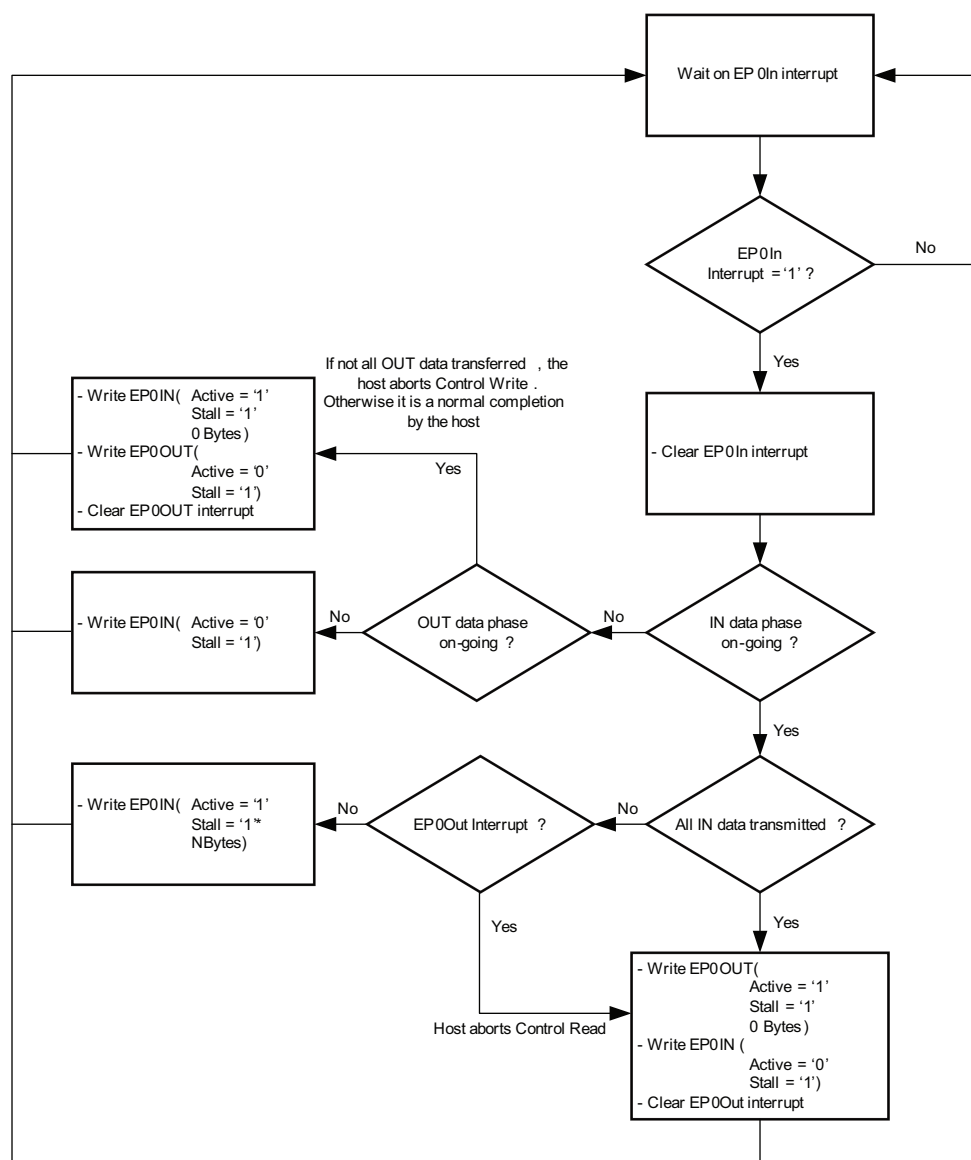 Wait on EP0In interrupt
EP0In
Interrupt = ‘1’ ?
No
Yes
If not all OUT data transferred , the
host aborts Control Write .
Otherwise it is a normal completion
by the host
- Write EP0IN( Active = ‘1’
Stall = ‘1’
0 Bytes)
- Write EP0OUT(
Active = ‘0’
Stall = ‘1’)
- Clear EP0OUT interrupt
Yes
- Clear EP0In interrupt
- Write EP0IN( Active = ‘0’
Stall = ‘1’)
No
OUT data phase
on-going ?
No
IN data phase
on-going ?
Yes
- Write EP0IN( Active = ‘1’
Stall = ‘1’*
NBytes)
No
EP0Out Interrupt ?
No
All IN data transmitted ?
Yes
Yes
Host aborts Control Read
- Write EP0OUT(
Active = ‘1’
Stall = ‘1’
0 Bytes)
- Write EP0IN (
Active = ‘0’
Stall = ‘1’)
- Clear EP0Out interrupt